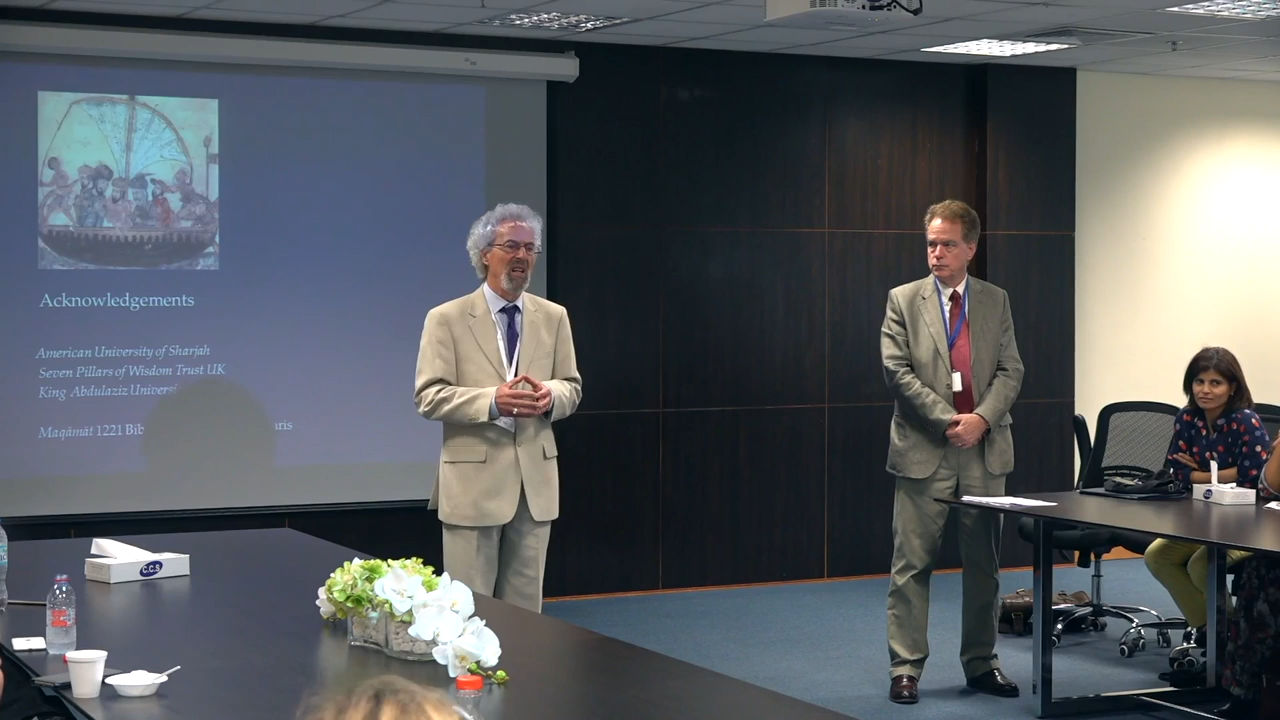 Acknowledgements
American University of Sharjah
Seven Pillars of Wisdom Trust UK
King Abdulaziz
Maqāmāt 1221
C.C.S